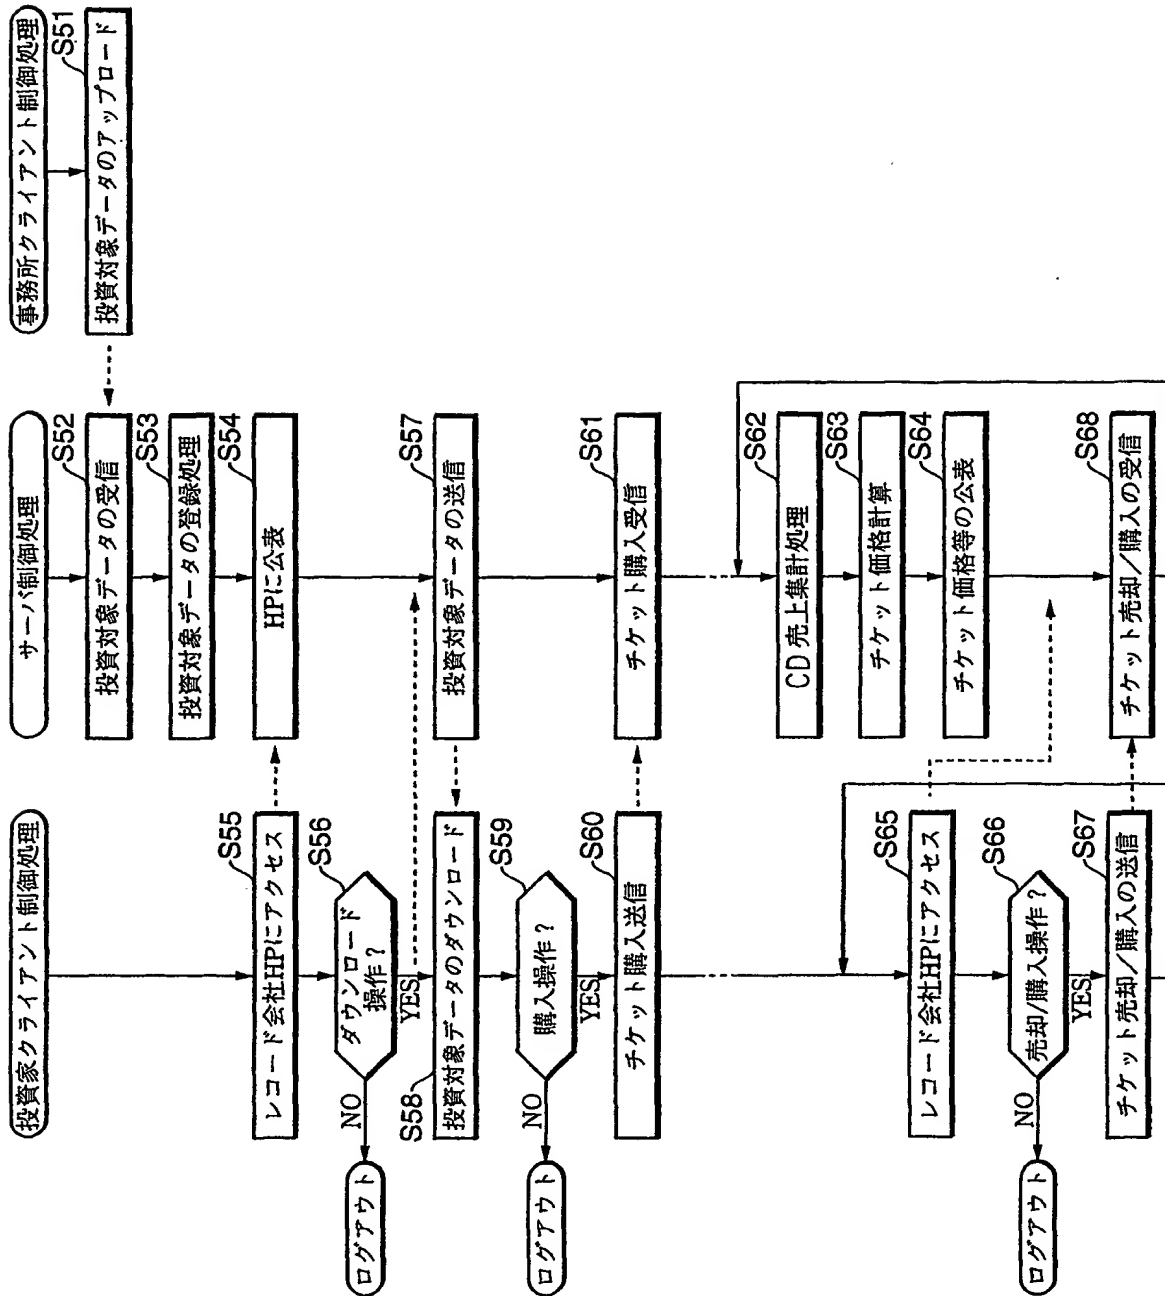 投資家クライアント制御処理
サーバ制御処理
事務所クライアント制御処理
S51
投資対象データのアップロード
S52
投資対象データの受信
S53
投資対象データの登録処理
S54
HPに公表
S55
レコード会社HPにアクセス
S56
ダウンロード
操作?
NO
ログアウト
YES
S57
投資対象データの送信
S58
投資対象データのダウンロード
S59
購入操作?
NO
ログアウト
YES
S60
チケット購入送信
S61
チケット購入受信
S62
CD売上集計処理
S63
チケット価格計算
S64
チケット価格等の公表
S65
レコード会社HPにアクセス
S66
売却/購入操作?
NO
ログアウト
YES
S67
チケット売却/購入の送信
S68
チケット売却/購入の受信